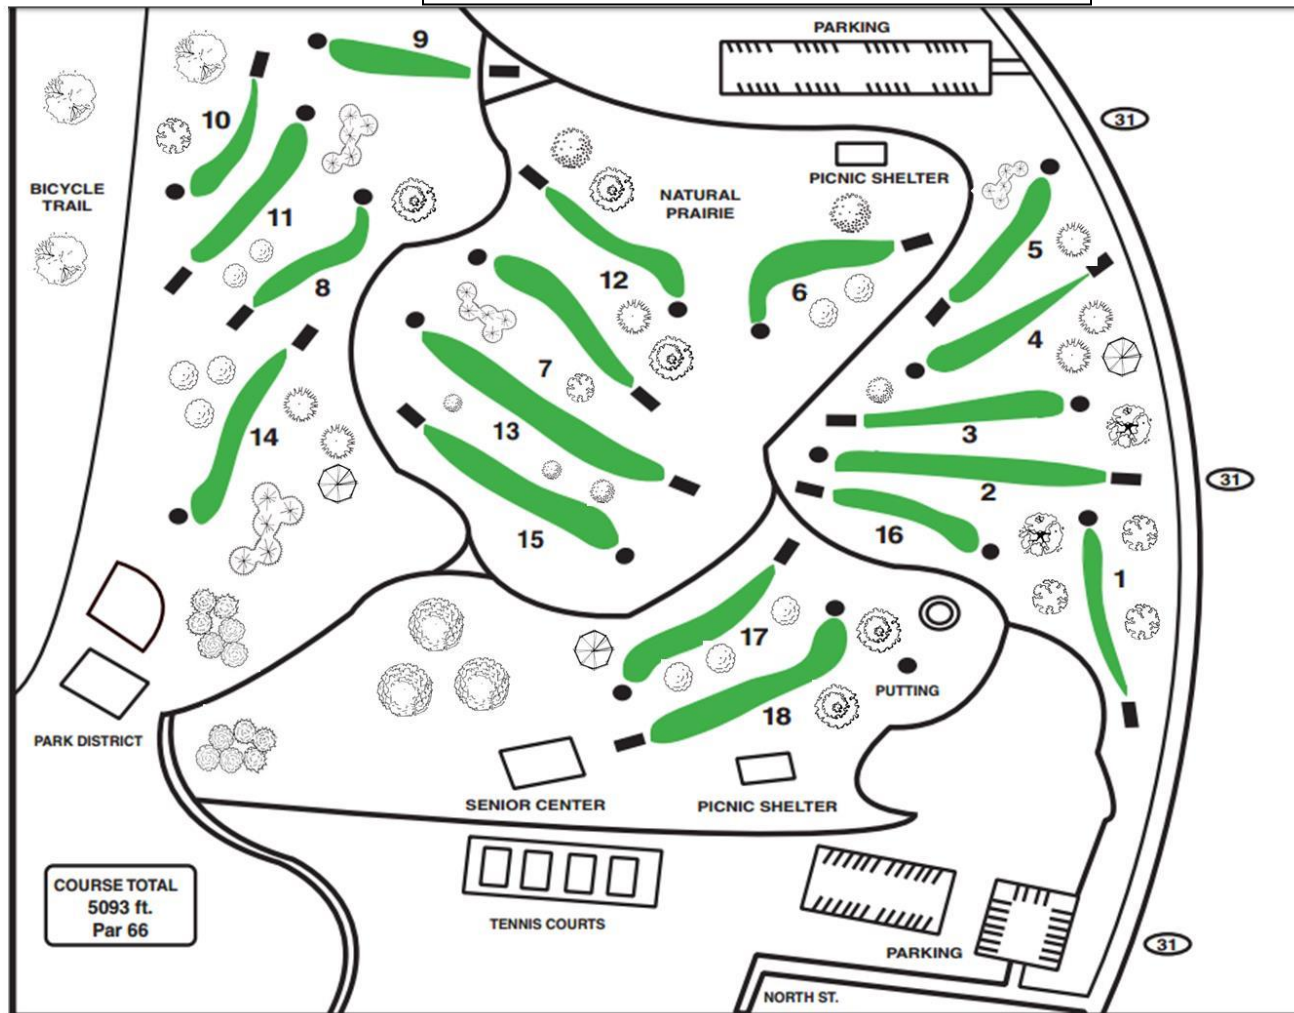 PARKING
9
31
10
PICNIC SHELTER
BICYCLE
TRAIL
NATURAL
PRAIRIE
11
5
12
8
6
4
7
13
3
14
2
31
15
16
1
17
PUTTING
18
PARK DISTRICT
SENIOR CENTER
PICNIC SHELTER
COURSE TOTAL
5093 ft.
Par 66
TENNIS COURTS
PARKING
31
NORTH ST.